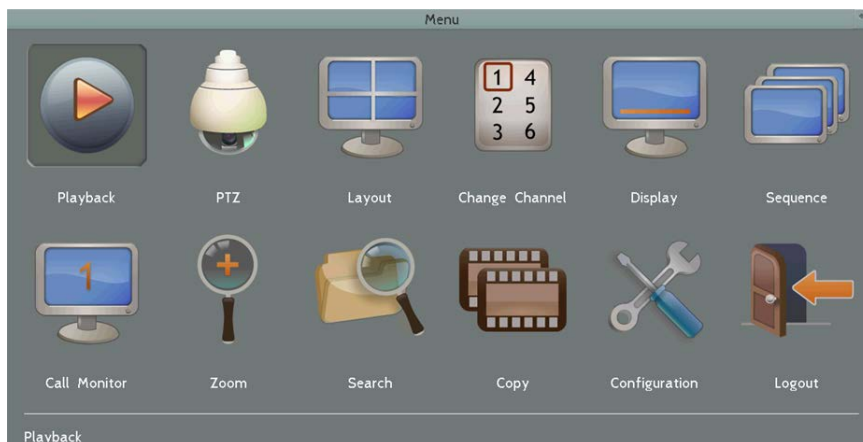 Menu
1 4
2 5
3 6
Playback PTZ Layout Change Channel Display Sequence
1
Call Monitor Zoom Search Copy Configuration Logout
Playback